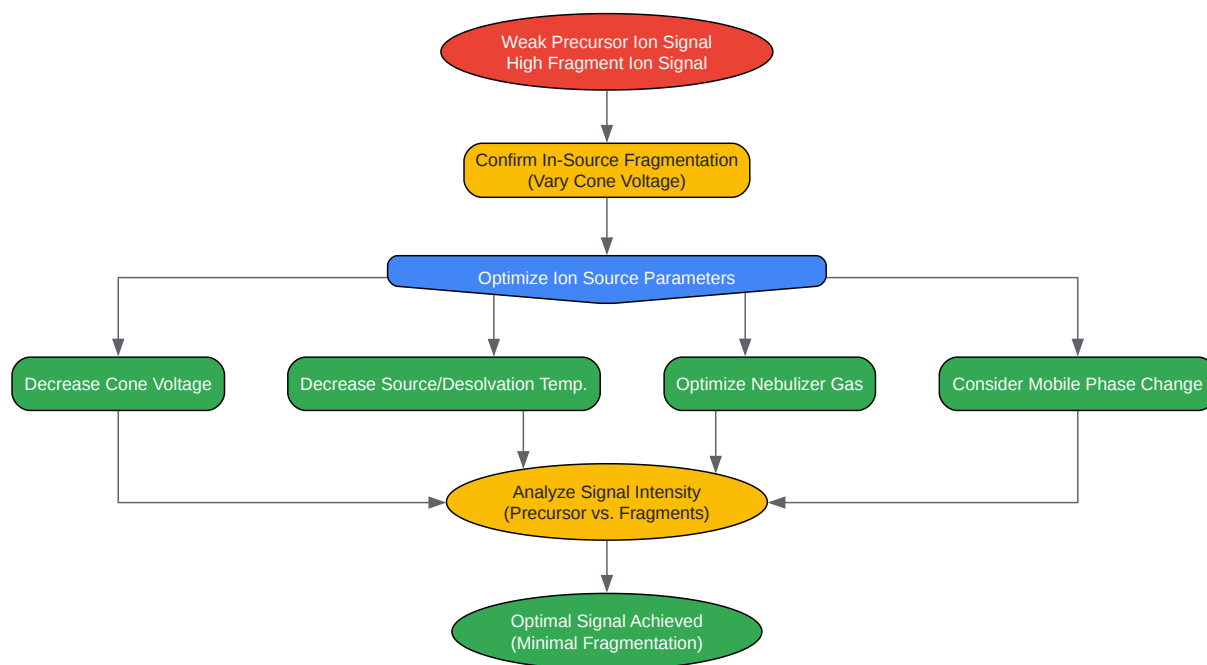 Weak Precursor Ion Signal
High Fragment Ion Signal
Confirm In-Source Fragmentation
(Vary Cone Voltage)
Optimize Ion Source Parameters
Decrease Cone Voltage
Decrease Source/Desolvation Temp.
Optimize Nebulizer Gas
Consider Mobile Phase Change
Analyze Signal Intensity
(Precursor vs. Fragments)
Optimal Signal Achieved
(Minimal Fragmentation)